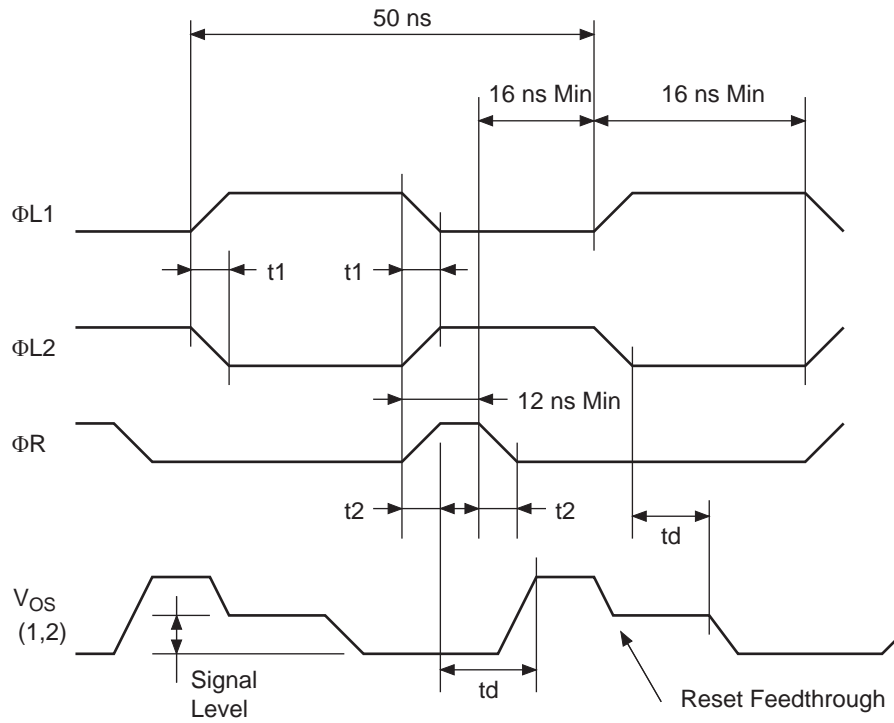 50 ns
16 ns Min
16 ns Min
ΦL1
t1
t1
ΦL2
12 ns Min
ΦR
t2
t2
td
VOS
(1,2)
Signal
Level
td
Reset Feedthrough